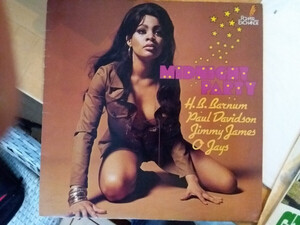 MIDNIGHT
PARTY
H.B. Barnum
Paul Davidson
Jimmy James
O Jays